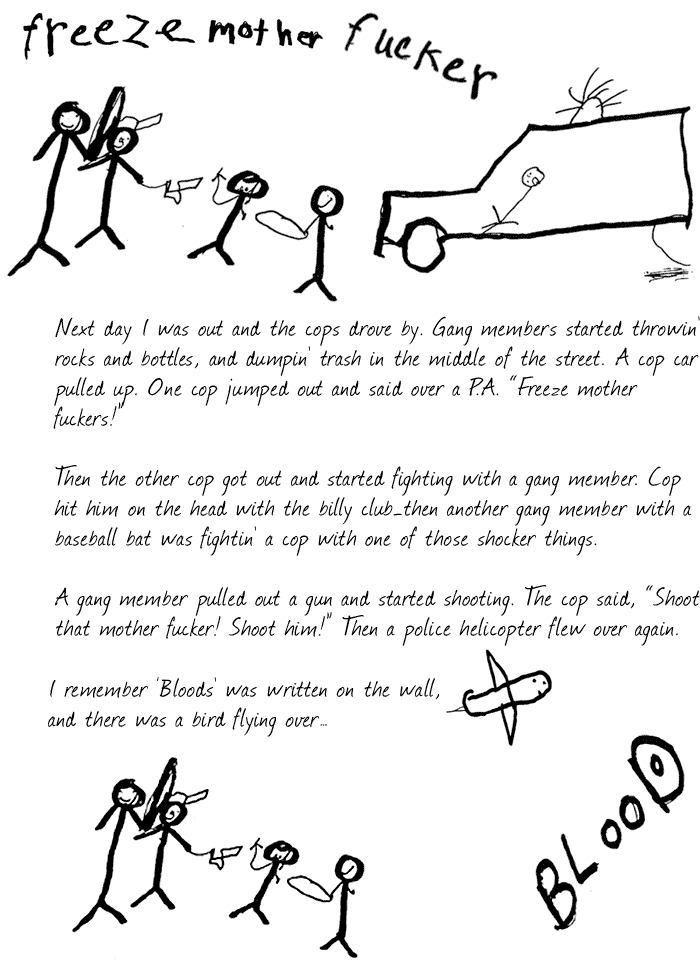 freeze mother fucker
Next day I was out and the cops drove by. Gang members started throwin'
rocks and bottles, and dumpin' trash in the middle of the street. A cop car
pulled up. One cop jumped out and said over a P.A. "Freeze mother
fuckers!"
Then the other cop got out and started fighting with a gang member. Cop
hit him on the head with the billy club_then another gang member with a
baseball bat was fightin' a cop with one of those shocker things.
A gang member pulled out a gun and started shooting. The cop said, "Shoot
that mother fucker! Shoot him!" Then a police helicopter flew over again.
I remember 'Bloods' was written on the wall,
and there was a bird flying over...
BLOOD